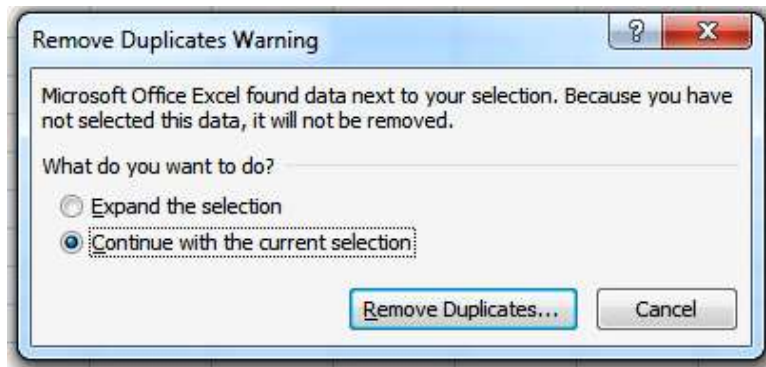 Remove Duplicates Warning
Microsoft Office Excel found data next to your selection. Because you have
not selected this data, it will not be removed.
What do you want to do?
Expand the selection
Continue with the current selection
Remove Duplicates... Cancel